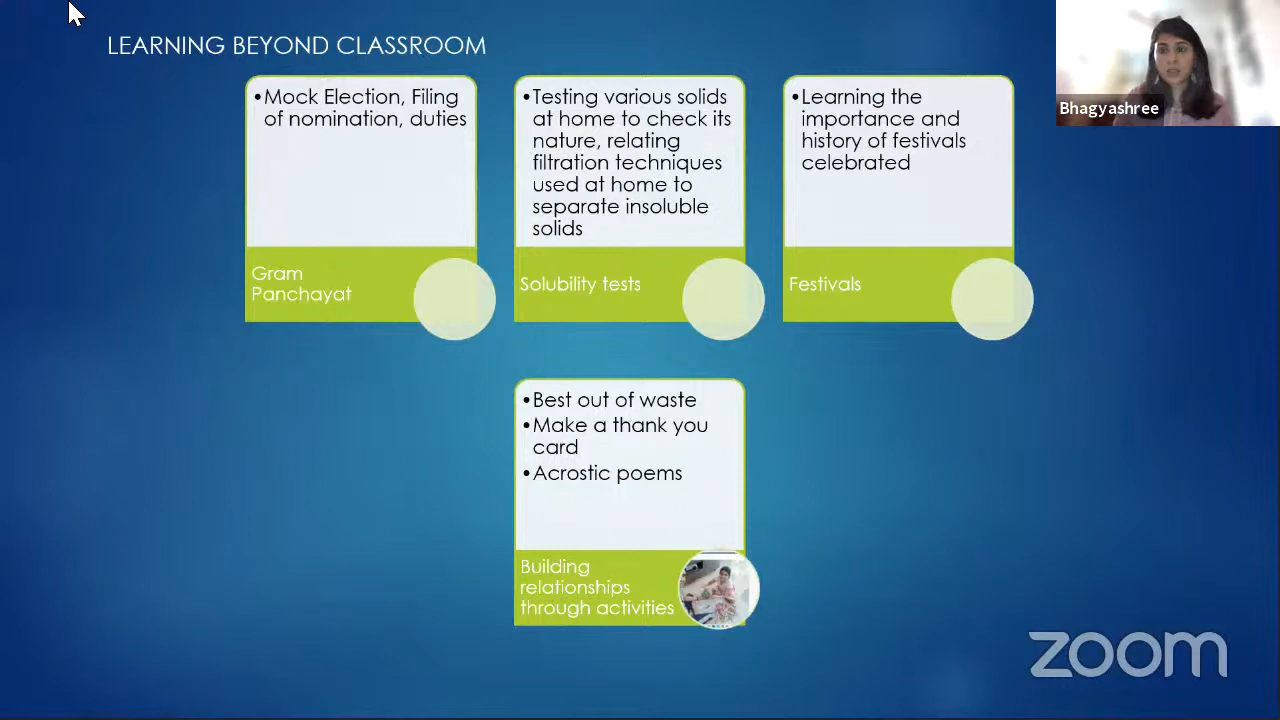 LEARNING BEYOND CLASSROOM
•Mock Election, Filing
of nomination, duties
Gram
Panchayat
•Testing various solids
at home to check its
nature, relating
filtration techniques
used at home to
separate insoluble
solids
Solubility tests
•Learning the
importance and
history of festivals
celebrated
Festivals
•Best out of waste
•Make a thank you
card
•Acrostic poems
Building
relationships
through activities
Bhagyashree
zoom